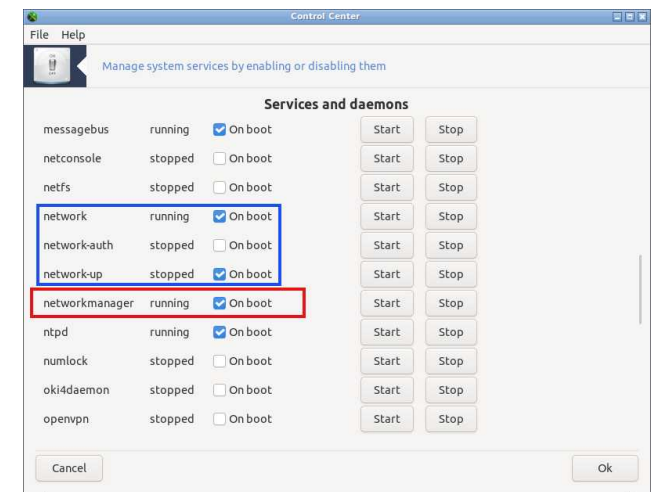 Control Center
File Help
Manage system services by enabling or disabling them
Services and daemons
messagebus running On boot Start Stop
netconsole stopped On boot Start Stop
netfs stopped On boot Start Stop
network running On boot Start Stop
network-auth stopped On boot Start Stop
network-up stopped On boot Start Stop
networkmanager running On boot Start Stop
ntpd running On boot Start Stop
numlock stopped On boot Start Stop
oki4daemon stopped On boot Start Stop
openvpn stopped On boot Start Stop
Cancel Ok